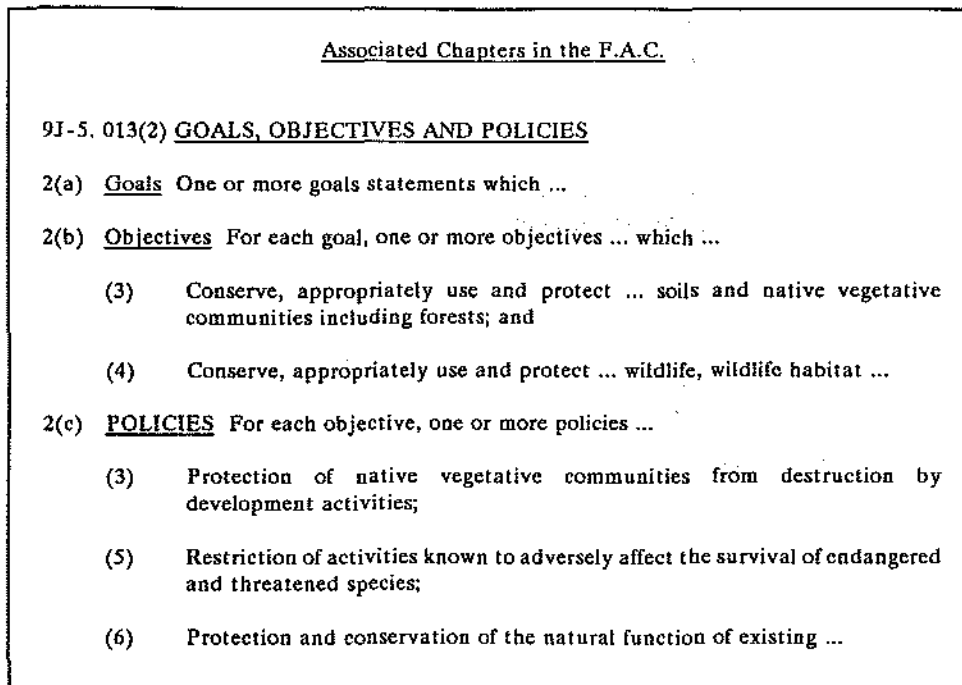 Associated Chapters in the F.A.C.
9J-5. 013(2) GOALS, OBJECTIVES AND POLICIES
2(a) Goals One or more goals statements which ...
2(b) Objectives For each goal, one or more objectives ... which ...
(3) Conserve, appropriately use and protect ... soils and native vegetative
communities including forests; and
(4) Conserve, appropriately use and protect ... wildlife, wildlife habitat ...
2(c) POLICIES For each objective, one or more policies ...
(3) Protection of native vegetative communities from destruction by
development activities;
(5) Restriction of activities known to adversely affect the survival of endangered
and threatened species;
(6) Protection and conservation of the natural function of existing ...